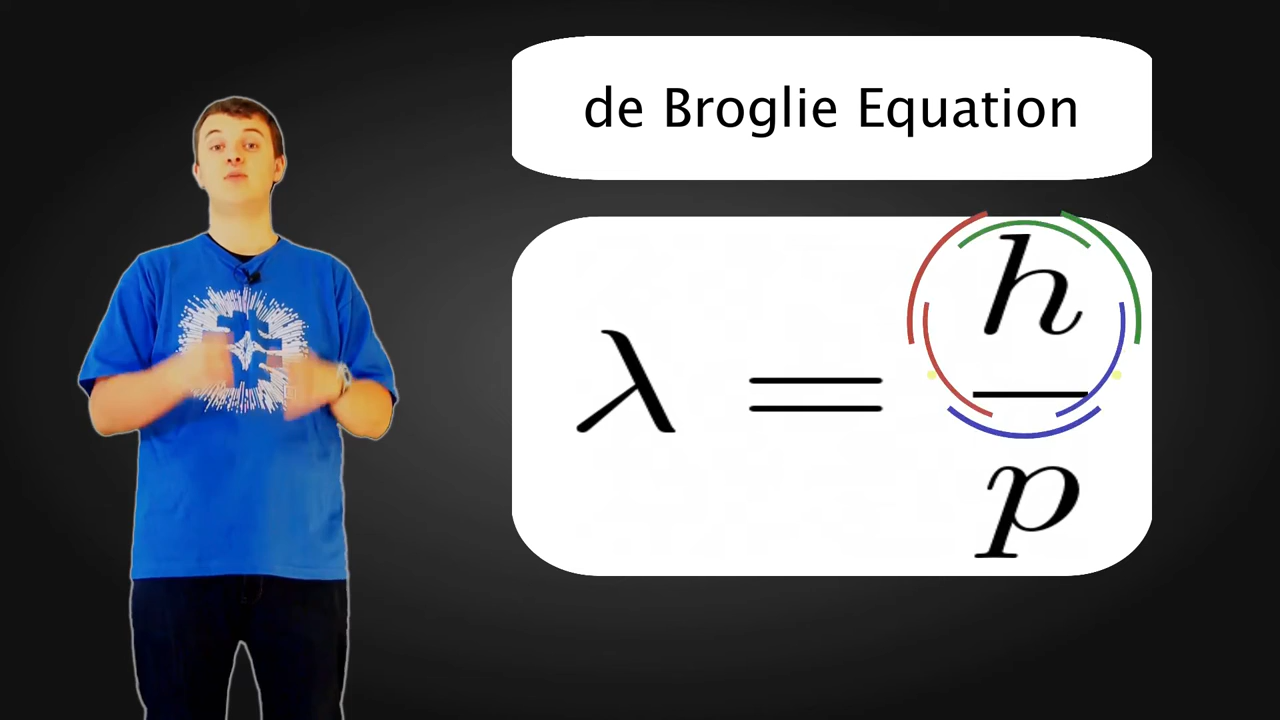 de Broglie Equation
λ = h / p